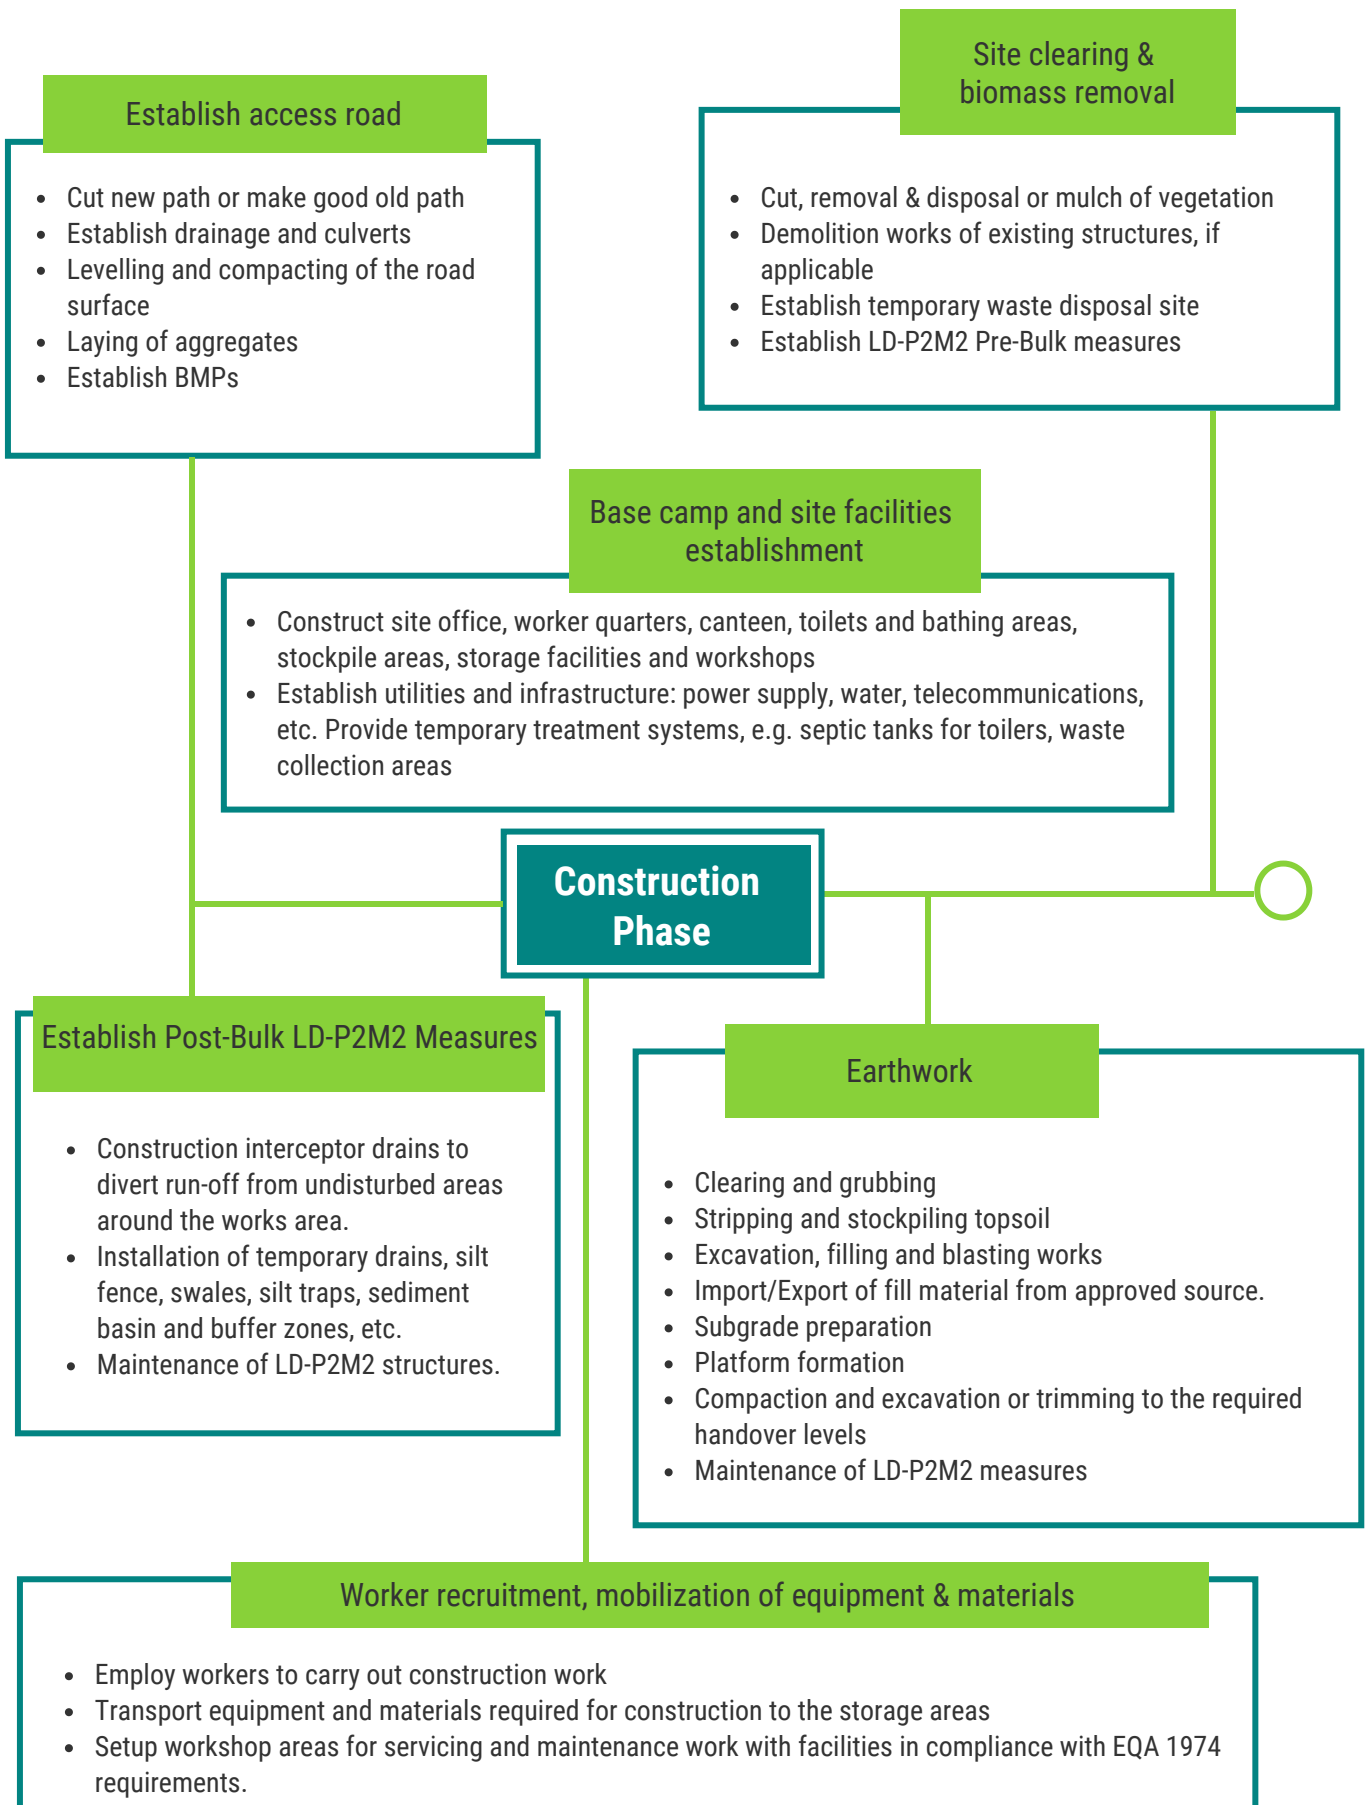 Establish access road
• Cut new path or make good old path
• Establish drainage and culverts
• Levelling and compacting of the road
surface
• Laying of aggregates
• Establish BMPs
Site clearing &
biomass removal
• Cut, removal & disposal or mulch of vegetation
• Demolition works of existing structures, if
applicable
• Establish temporary waste disposal site
• Establish LD-P2M2 Pre-Bulk measures
Base camp and site facilities
establishment
• Construct site office, worker quarters, canteen, toilets and bathing areas,
stockpile areas, storage facilities and workshops
• Establish utilities and infrastructure: power supply, water, telecommunications,
etc. Provide temporary treatment systems, e.g. septic tanks for toilers, waste
collection areas
Construction
Phase
Establish Post-Bulk LD-P2M2 Measures
• Construction interceptor drains to
divert run-off from undisturbed areas
around the works area.
• Installation of temporary drains, silt
fence, swales, silt traps, sediment
basin and buffer zones, etc.
• Maintenance of LD-P2M2 structures.
Earthwork
• Clearing and grubbing
• Stripping and stockpiling topsoil
• Excavation, filling and blasting works
• Import/Export of fill material from approved source.
• Subgrade preparation
• Platform formation
• Compaction and excavation or trimming to the required
handover levels
• Maintenance of LD-P2M2 measures
Worker recruitment, mobilization of equipment & materials
• Employ workers to carry out construction work
• Transport equipment and materials required for construction to the storage areas
• Setup workshop areas for servicing and maintenance work with facilities in compliance with EQA 1974
requirements.